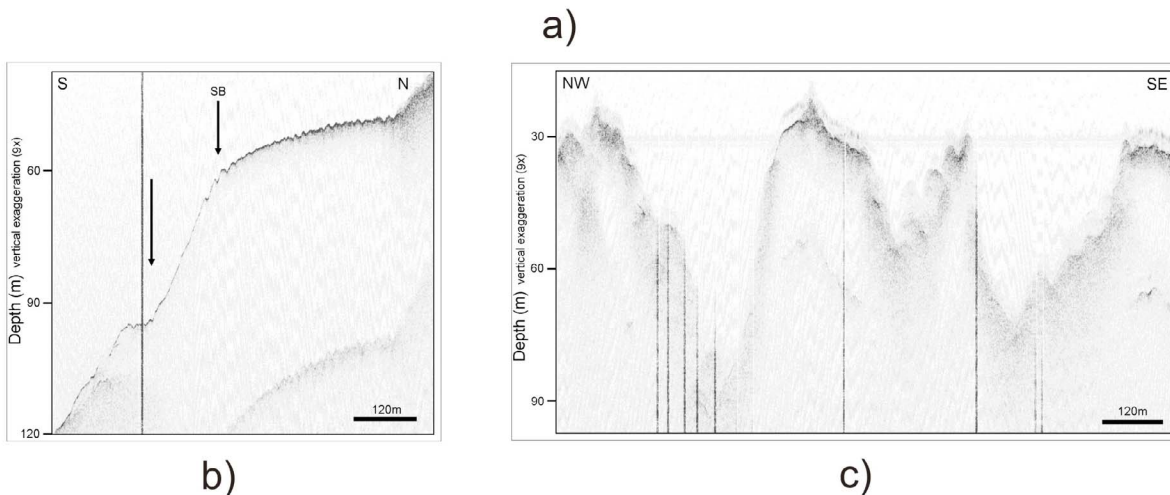 a)
S
N
SB
60
90
120
Depth (m) vertical exaggeration (9x)
120m
b)
NW
SE
30
60
90
Depth (m) vertical exaggeration (9x)
120m
c)